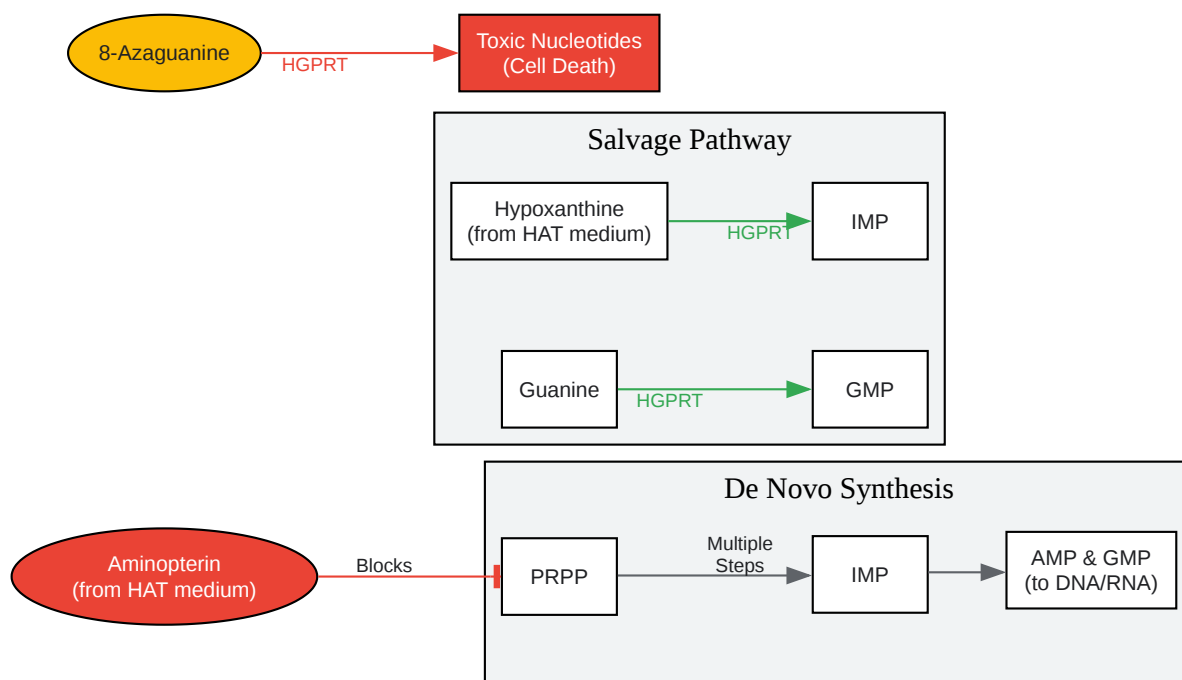 8-Azaguanine
HGPRT
Toxic Nucleotides
(Cell Death)
Salvage Pathway
Hypoxanthine
(from HAT medium)
HGPRT
IMP
Guanine
HGPRT
GMP
De Novo Synthesis
Aminopterin
(from HAT medium)
Blocks
PRPP
Multiple
Steps
IMP
AMP & GMP
(to DNA/RNA)